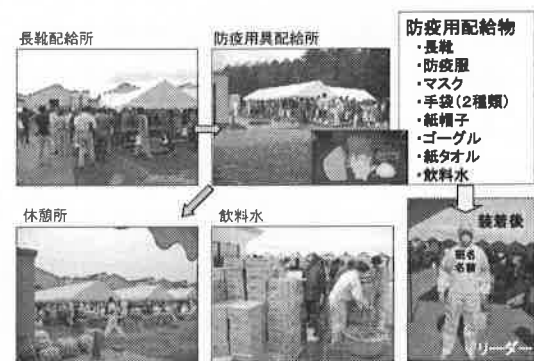 長靴配給所
防疫用具配給所
防疫用配給物
・長靴
・防疫服
・マスク
・手袋(2種類)
・紙帽子
・ゴーグル
・紙タオル
・飲料水
休憩所
飲料水
装着後
班名
名前
リーダー